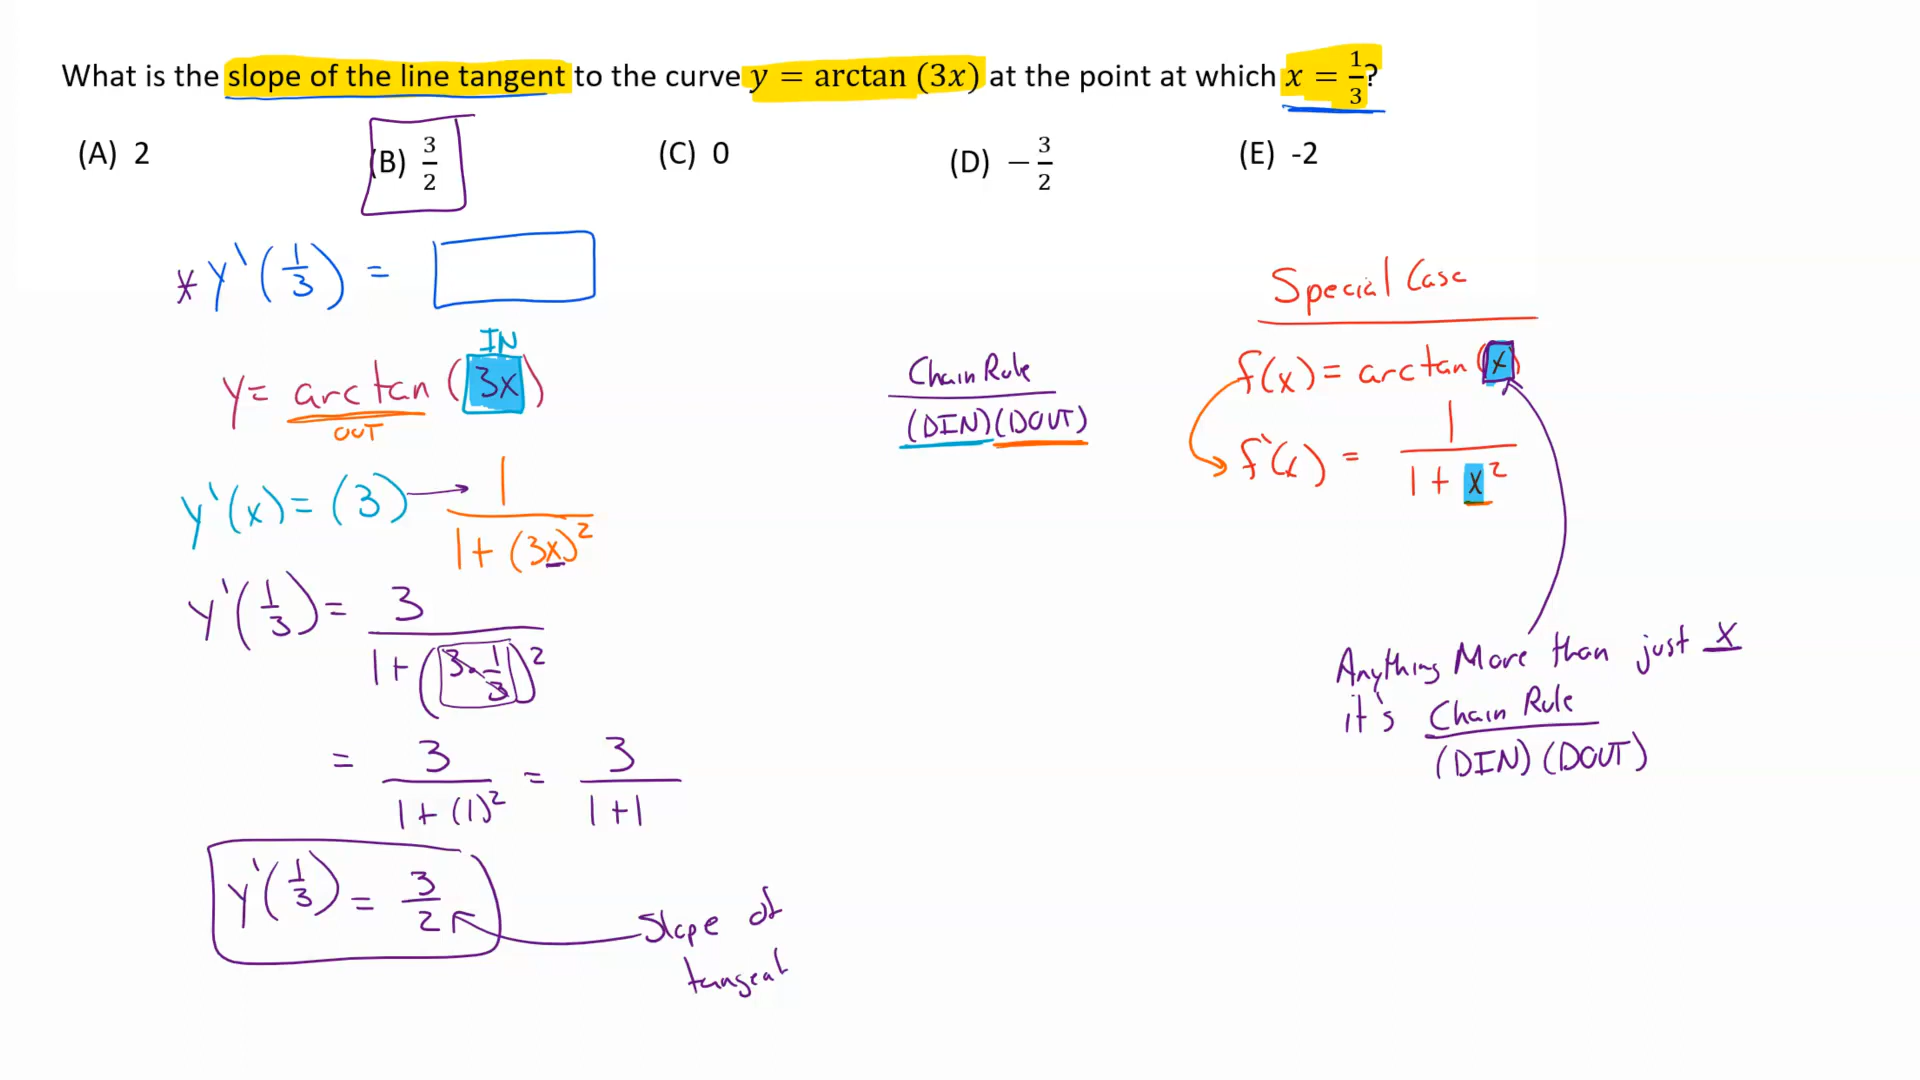 What is the slope of the line tangent to the curve y = arctan (3x) at the point at which x = 1/3?
(A) 2 (B) 3/2 (C) 0 (D) −3/2 (E) -2
* y'(1/3) =
IN
y = arctan (3x)
OUT
y'(x) = (3) → 1/(1 + (3x)²)
y'(1/3) = 3/(1 + (3·1/3)²)
= 3/(1 + (1)²) = 3/(1+1)
y'(1/3) = 3/2
Slope of
tangent
Chain Rule
(DIN)(DOUT)
Special Case
f(x) = arctan(x)
f'(x) = 1/(1 + x²)
Anything More than just x
it's Chain Rule
(DIN)(DOUT)